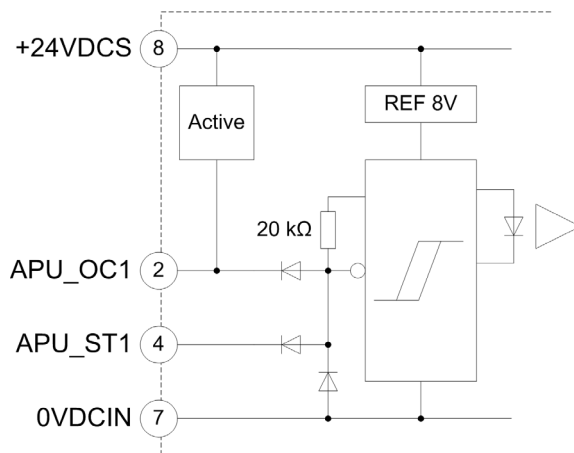 +24VDCS 8
REF 8V
Active
20 kΩ
APU_OC1 2
APU_ST1 4
0VDCIN 7